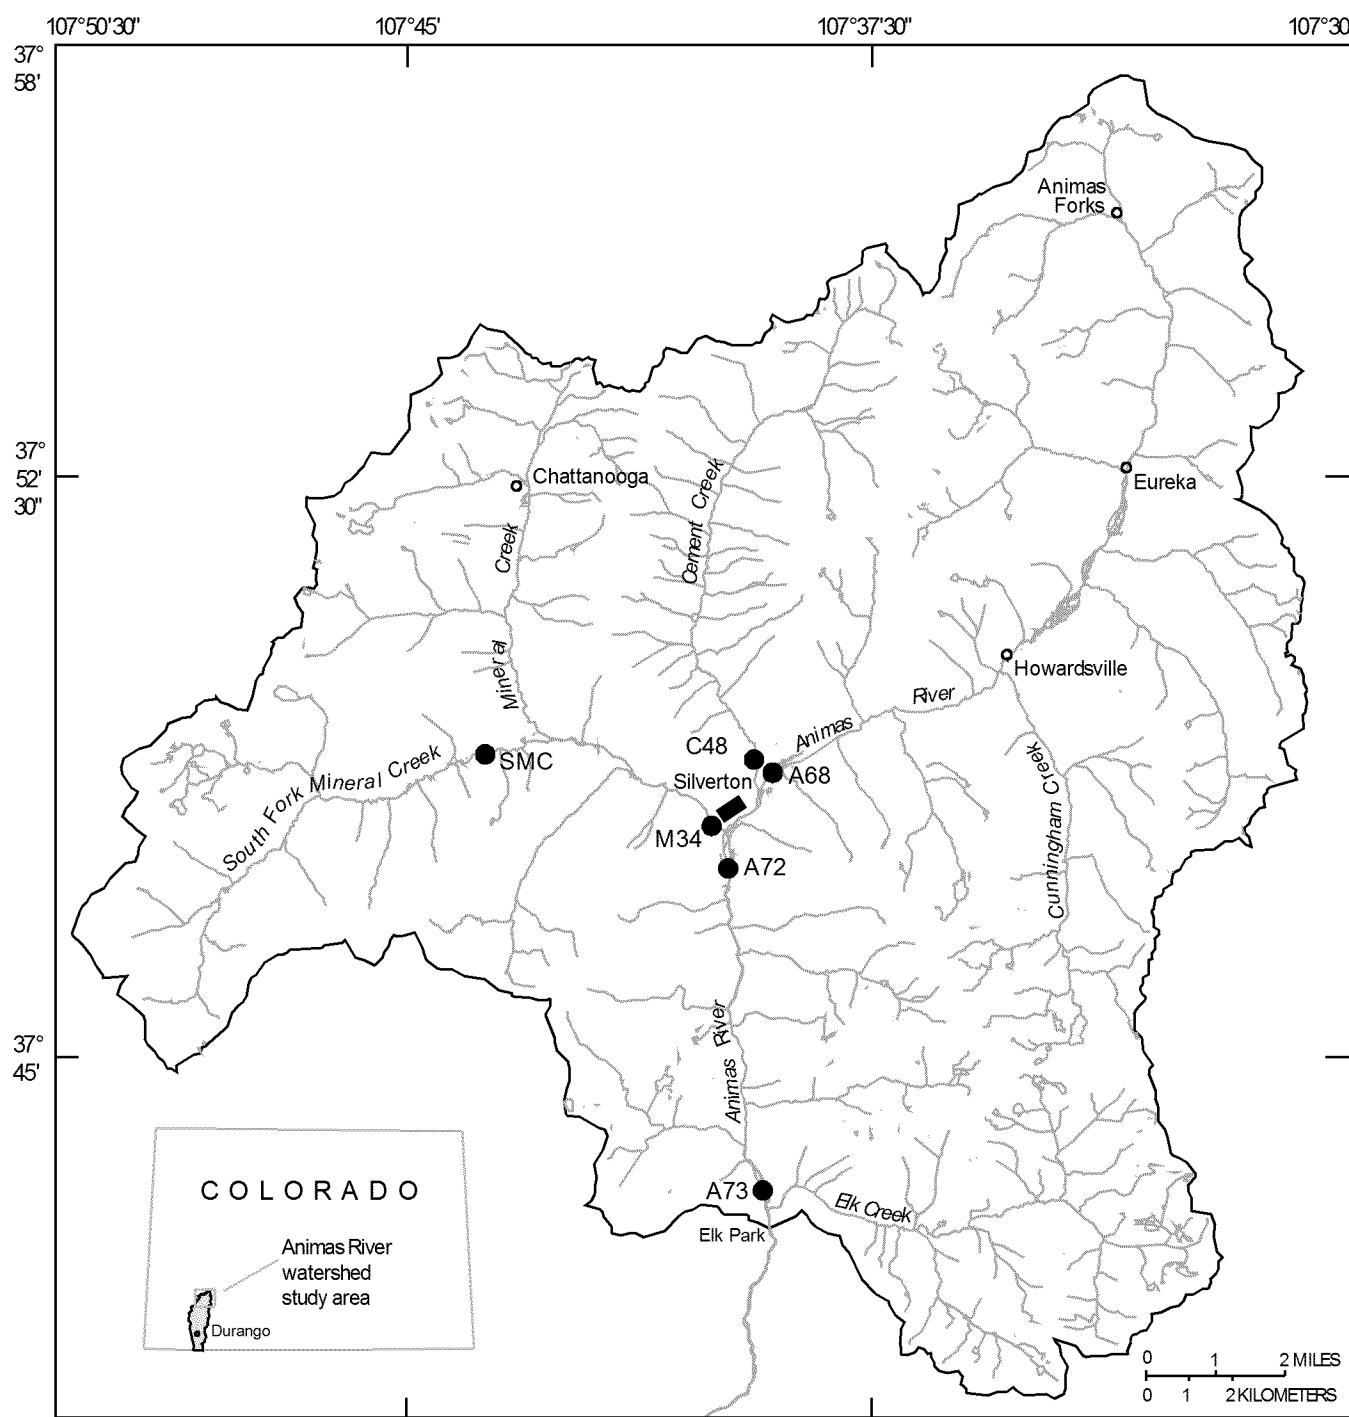 107°50'30"
107°45'
107°37'30"
107°30
37°
58'
Animas
Forks
37°
52'
30"
Chattanooga
Eureka
Cement Creek
Mineral Creek
Howardsville
Animas River
C48
SMC
A68
Silverton
South Fork Mineral Creek
M34
Cunningham Creek
A72
37°
45'
Animas River
A73
Elk Creek
Elk Park
COLORADO
Animas River
watershed
study area
Durango
0 1 2 MILES
0 1 2 KILOMETERS